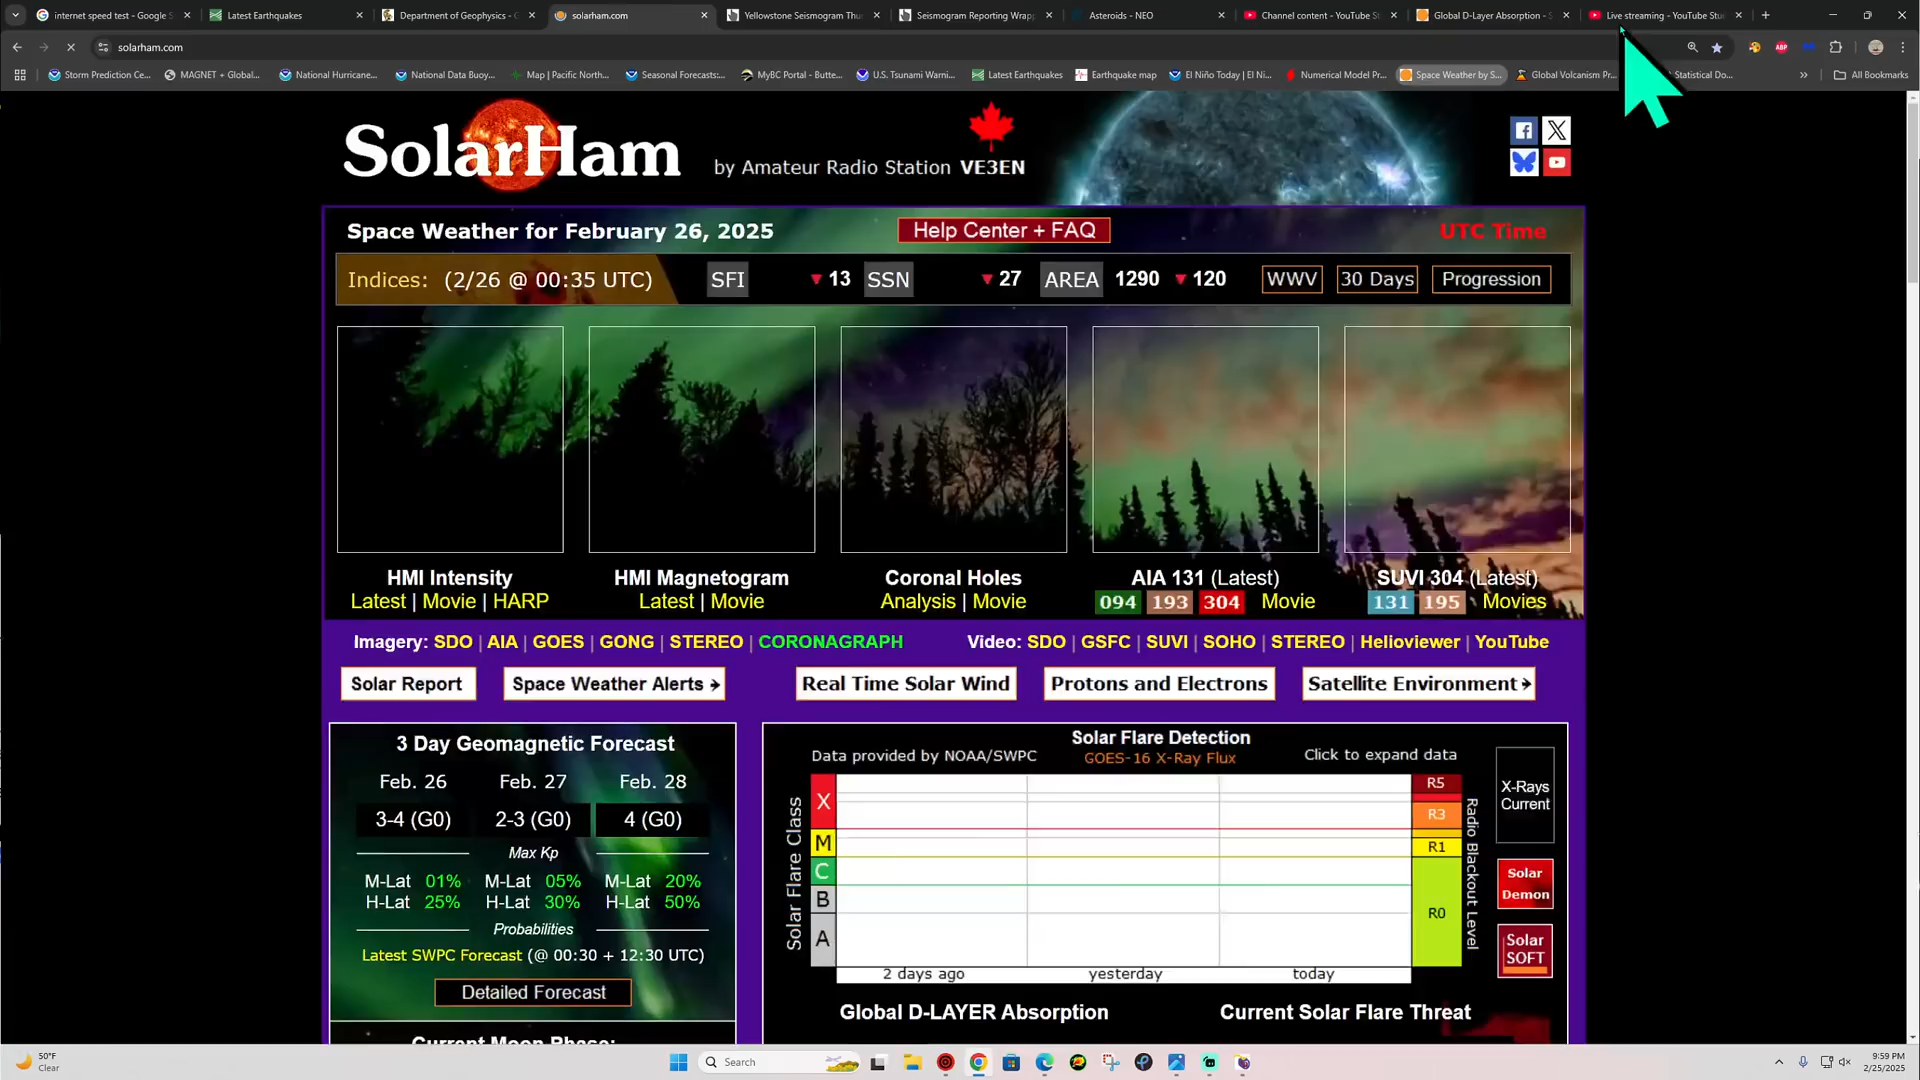 internet speed test - Google S
Latest Earthquakes
Department of Geophysics - G
solarham.com
Yellowstone Seismogram Thu
Seismogram Reporting Wrapp
Asteroids - NEO
Channel content - YouTube St
Global D-Layer Absorption - S
Live streaming - YouTube Stu
solarham.com
Storm Prediction Ce...
MAGNET + Global...
National Hurricane...
National Data Buoy...
Map | Pacific North...
Seasonal Forecasts:...
MyBC Portal - Butte...
U.S. Tsunami Warni...
Latest Earthquakes
Earthquake map
El Niño Today | El Ni...
Numerical Model Pr...
Space Weather by S...
Global Volcanism Pr...
Statistical Do...
All Bookmarks
SolarHam
by Amateur Radio Station VE3EN
Space Weather for February 26, 2025
Help Center + FAQ
UTC Time
Indices: (2/26 @ 00:35 UTC)
SFI ▼ 13 SSN ▼ 27 AREA 1290 ▼ 120
WWV
30 Days
Progression
HMI Intensity
Latest | Movie | HARP
HMI Magnetogram
Latest | Movie
Coronal Holes
Analysis | Movie
AIA 131 (Latest)
094 193 304 Movie
SUVI 304 (Latest)
131 195 Movies
Imagery: SDO | AIA | GOES | GONG | STEREO | CORONAGRAPH
Video: SDO | GSFC | SUVI | SOHO | STEREO | Helioviewer | YouTube
Solar Report
Space Weather Alerts
Real Time Solar Wind
Protons and Electrons
Satellite Environment
3 Day Geomagnetic Forecast
Feb. 26 Feb. 27 Feb. 28
3-4 (G0) 2-3 (G0) 4 (G0)
Max Kp
M-Lat 01% M-Lat 05% M-Lat 20%
H-Lat 25% H-Lat 30% H-Lat 50%
Probabilities
Latest SWPC Forecast (@ 00:30 + 12:30 UTC)
Detailed Forecast
Current Moon Phase:
Solar Flare Detection
Data provided by NOAA/SWPC
GOES-16 X-Ray Flux
Click to expand data
Solar Flare Class
X
M
C
B
A
R5
R3
R1
R0
Radio Blackout Level
2 days ago yesterday today
X-Rays
Current
Solar
Demon
Solar
SOFT
Global D-LAYER Absorption
Current Solar Flare Threat
50°F
Clear
Search
9:59 PM
2/25/2025